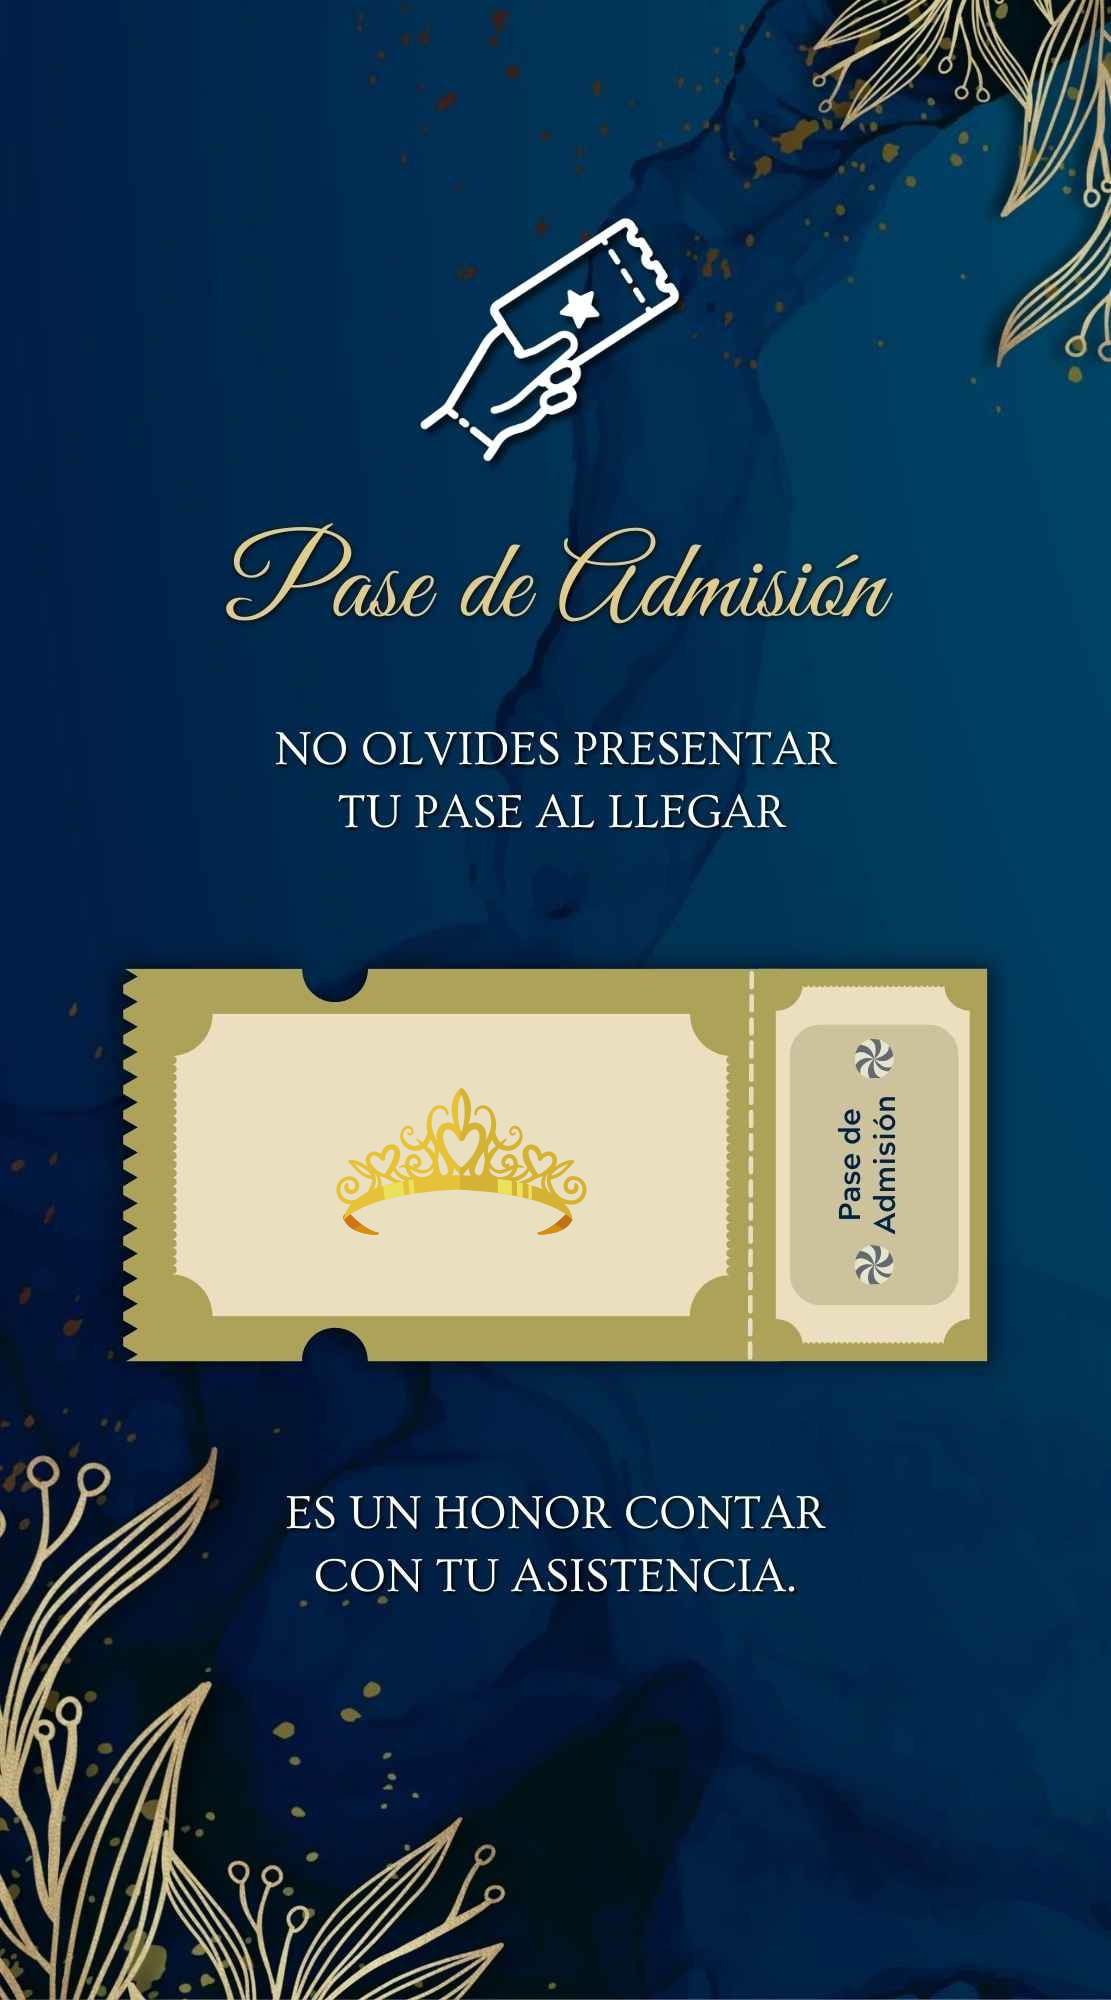 Pase de Admisión
NO OLVIDES PRESENTAR
TU PASE AL LLEGAR
Pase de
Admisión
ES UN HONOR CONTAR
CON TU ASISTENCIA.